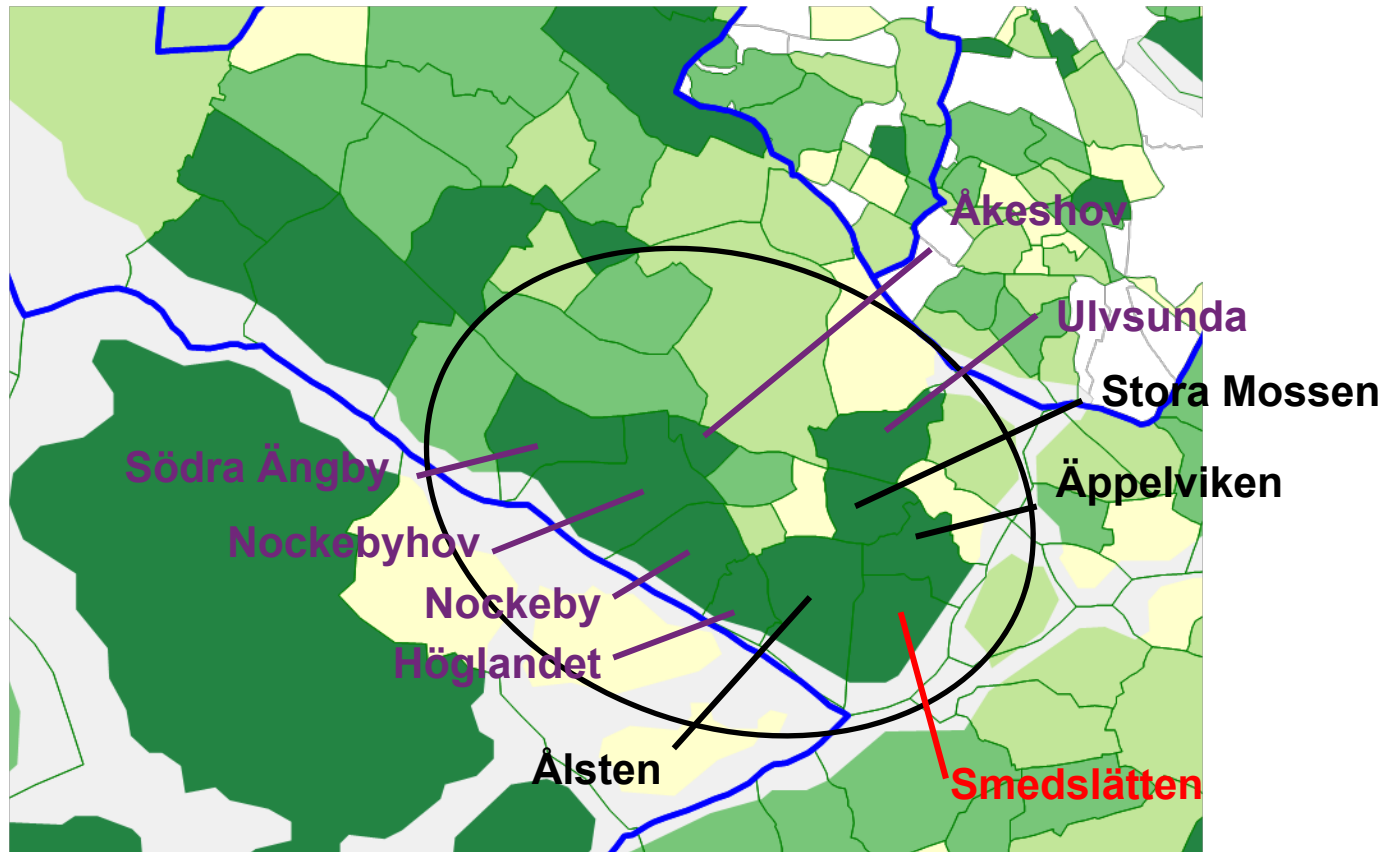 Åkeshov
Ulvsunda
Stora Mossen
Södra Ängby
Äppelviken
Nockebyhov
Nockeby
Höglandet
Ålsten
Smedslätten